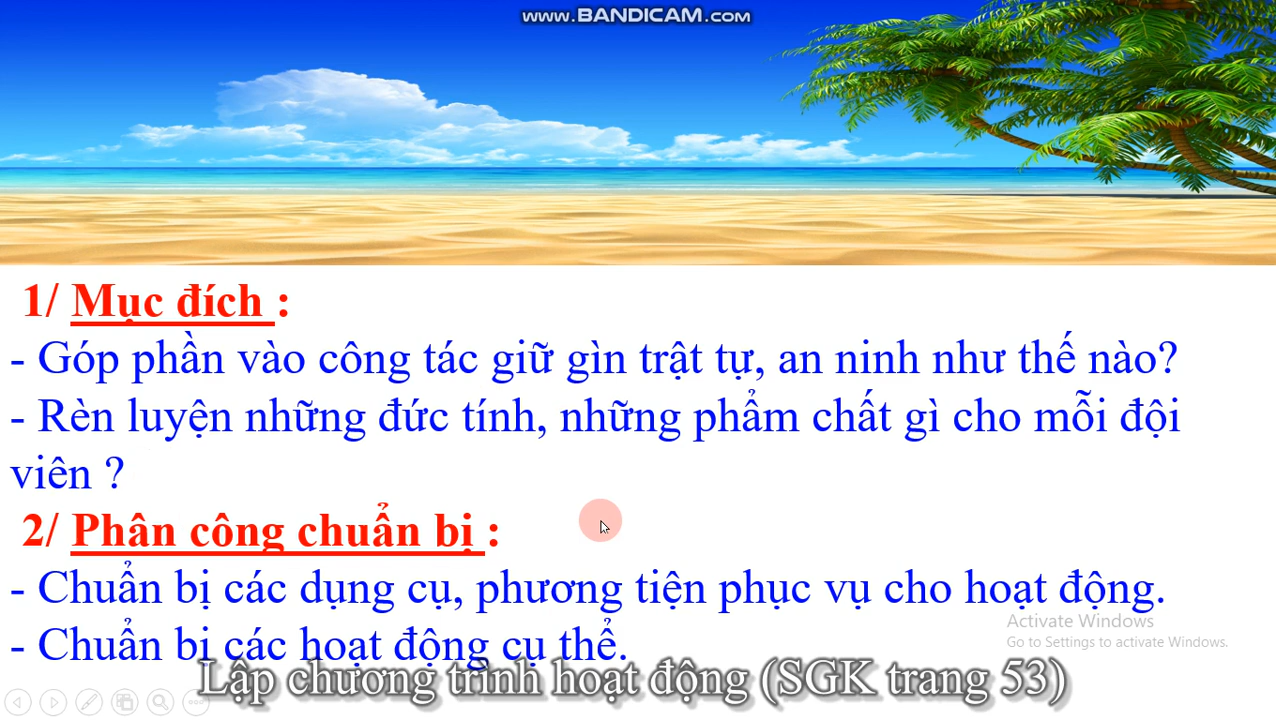 www.BANDICAM.com
1/ Mục đích :
- Góp phần vào công tác giữ gìn trật tự, an ninh như thế nào?
- Rèn luyện những đức tính, những phẩm chất gì cho mỗi đội
viên ?
2/ Phân công chuẩn bị :
- Chuẩn bị các dụng cụ, phương tiện phục vụ cho hoạt động.
Activate Windows
Go to Settings to activate Windows.
- Chuẩn bị các hoạt động cụ thể.
Lập chương trình hoạt động (SGK trang 53)